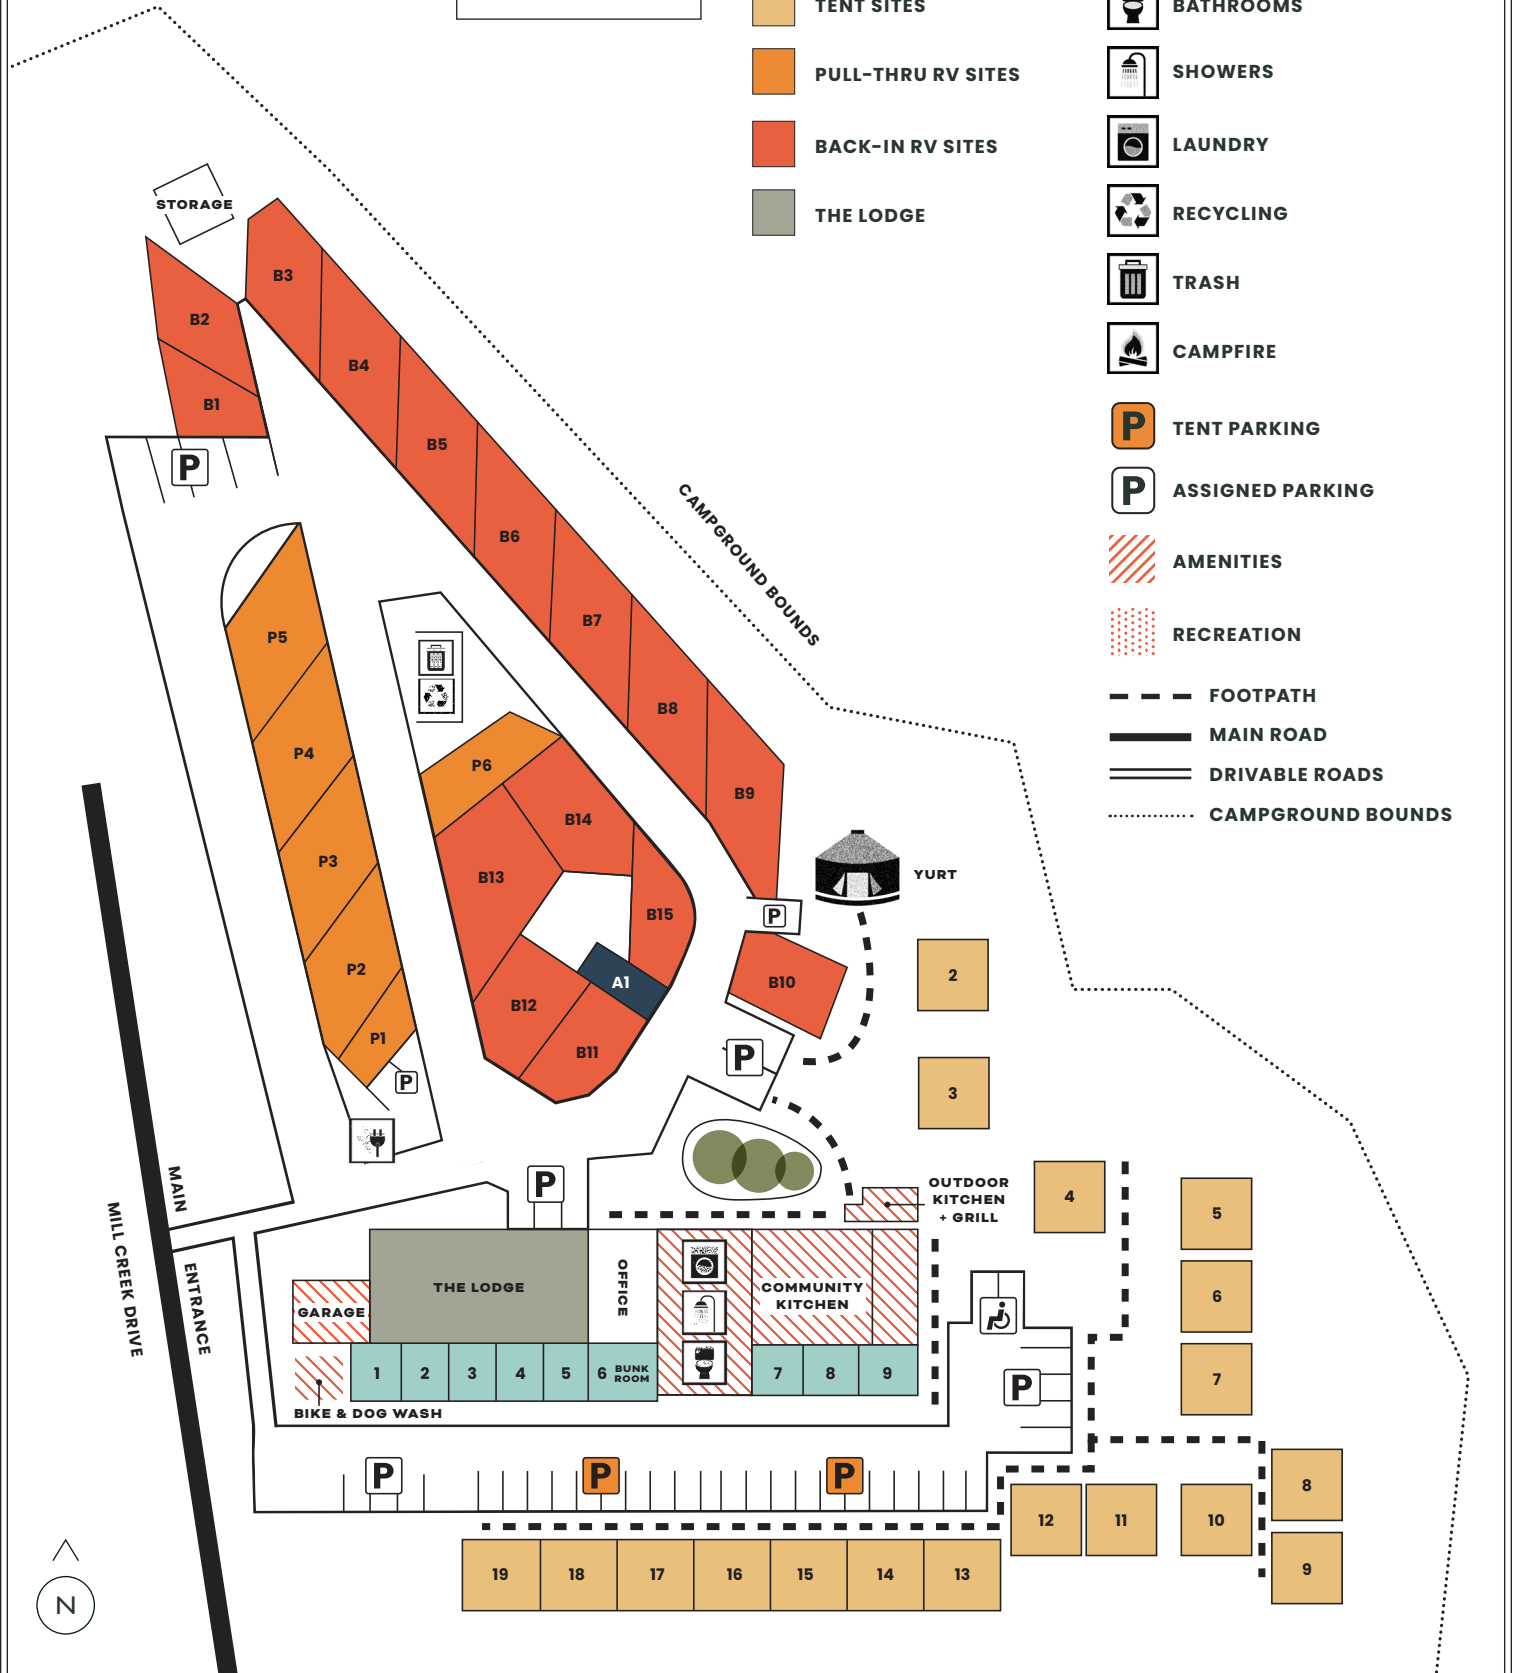 TENT SITES
PULL-THRU RV SITES
BACK-IN RV SITES
THE LODGE
BATHROOMS
SHOWERS
LAUNDRY
RECYCLING
TRASH
CAMPFIRE
P TENT PARKING
P ASSIGNED PARKING
AMENITIES
RECREATION
FOOTPATH
MAIN ROAD
DRIVABLE ROADS
CAMPGROUND BOUNDS
STORAGE
B3
B2
B4
B1
B5
P
CAMPGROUND BOUNDS
B6
B7
P5
B8
P4
P6
B9
B14
P3
B13
YURT
B15
P
P2
A1
B10
2
B12
P1
B11
P
P
3
P
MAIN
ENTRANCE
MILL CREEK DRIVE
OUTDOOR
KITCHEN
+ GRILL
4
5
6
7
THE LODGE
OFFICE
COMMUNITY
KITCHEN
GARAGE
1
2
3
4
5
6 BUNK
ROOM
7
8
9
P
BIKE & DOG WASH
P
P
P
8
12
11
10
9
19
18
17
16
15
14
13
N